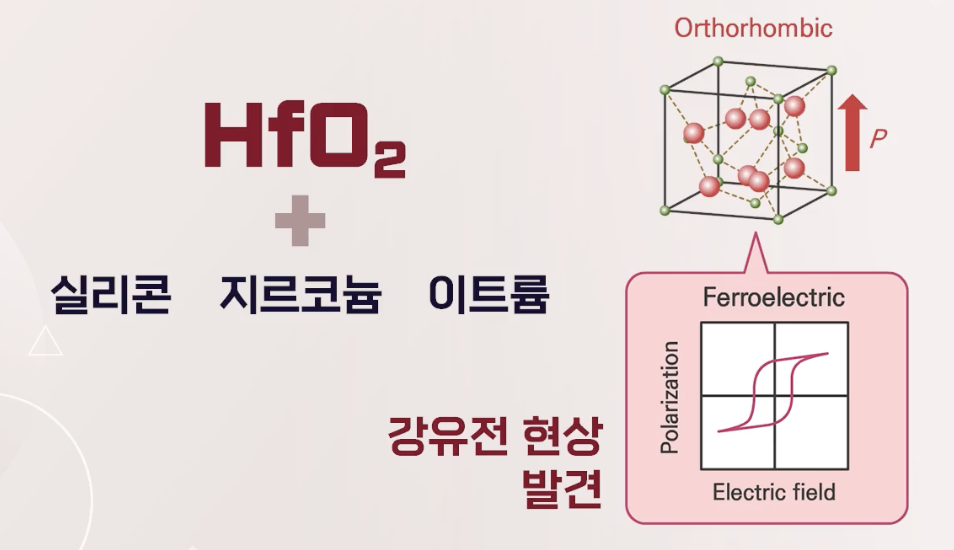 HfO₂
+
실리콘 지르코늄 이트륨
강유전 현상
발견
Orthorhombic
P
Ferroelectric
Polarization
Electric field